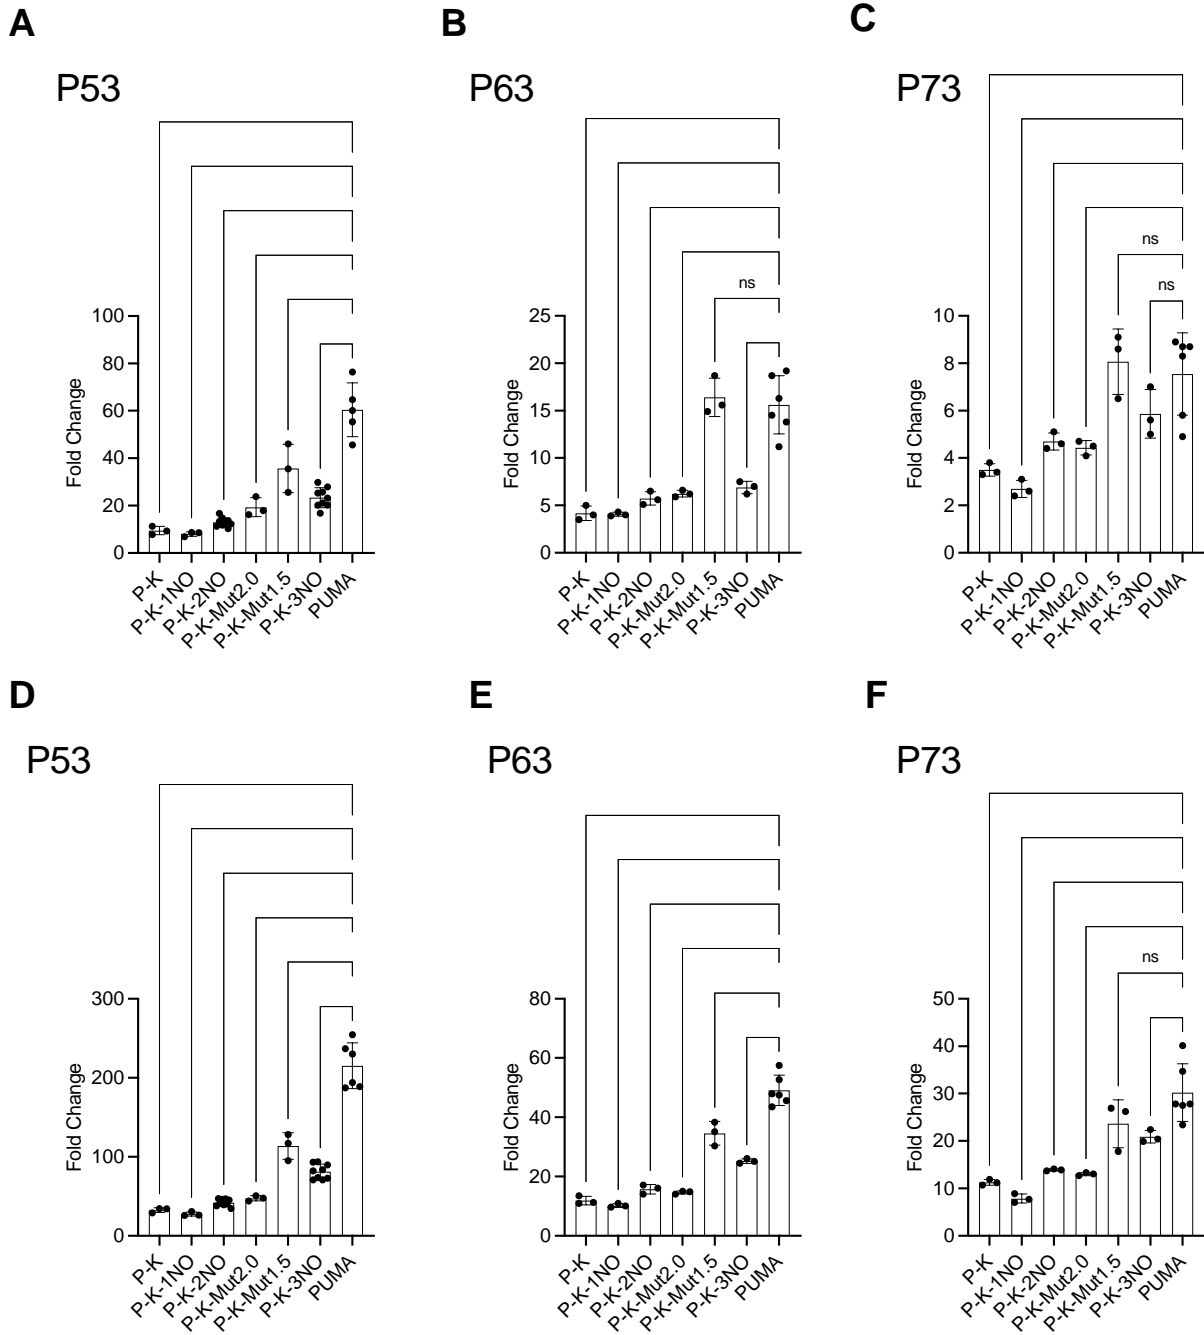 A
B
C
P53
P63
P73
ns
ns
ns
100
80
60
40
20
0
Fold Change
P-K
P-K-1NO
P-K-2NO
P-K-Mut2.0
P-K-Mut1.5
P-K-3NO
PUMA
25
20
15
10
5
0
Fold Change
P-K
P-K-1NO
P-K-2NO
P-K-Mut2.0
P-K-Mut1.5
P-K-3NO
PUMA
10
8
6
4
2
0
Fold Change
P-K
P-K-1NO
P-K-2NO
P-K-Mut2.0
P-K-Mut1.5
P-K-3NO
PUMA
D
E
F
P53
P63
P73
ns
300
200
100
0
Fold Change
P-K
P-K-1NO
P-K-2NO
P-K-Mut2.0
P-K-Mut1.5
P-K-3NO
PUMA
80
60
40
20
0
Fold Change
P-K
P-K-1NO
P-K-2NO
P-K-Mut2.0
P-K-Mut1.5
P-K-3NO
PUMA
50
40
30
20
10
0
Fold Change
P-K
P-K-1NO
P-K-2NO
P-K-Mut2.0
P-K-Mut1.5
P-K-3NO
PUMA